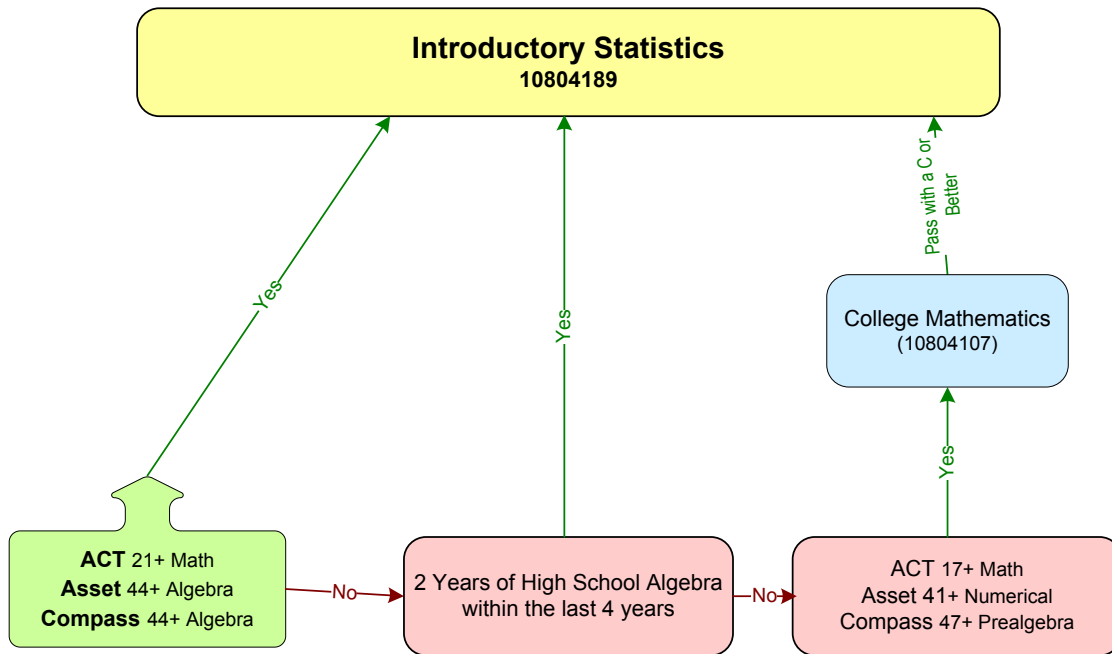 Introductory Statistics
10804189
Pass with a C or
Better
Yes
Yes
College Mathematics
(10804107)
Yes
ACT 21+ Math
Asset 44+ Algebra
Compass 44+ Algebra
No
2 Years of High School Algebra
within the last 4 years
No
ACT 17+ Math
Asset 41+ Numerical
Compass 47+ Prealgebra